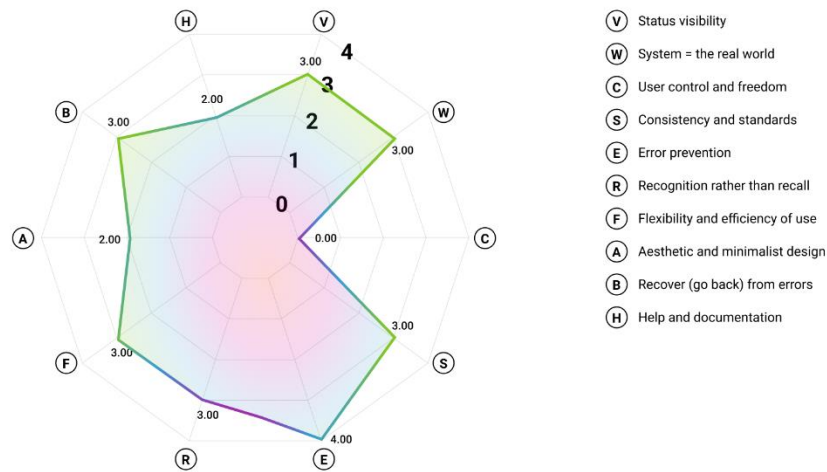 H
V
4
3.00
3
2.00
B
3.00
2
W
3.00
1
0
A
2.00
0.00
C
3.00
F
3.00
S
3.00
4.00
R
E
V Status visibility
W System = the real world
C User control and freedom
S Consistency and standards
E Error prevention
R Recognition rather than recall
F Flexibility and efficiency of use
A Aesthetic and minimalist design
B Recover (go back) from errors
H Help and documentation